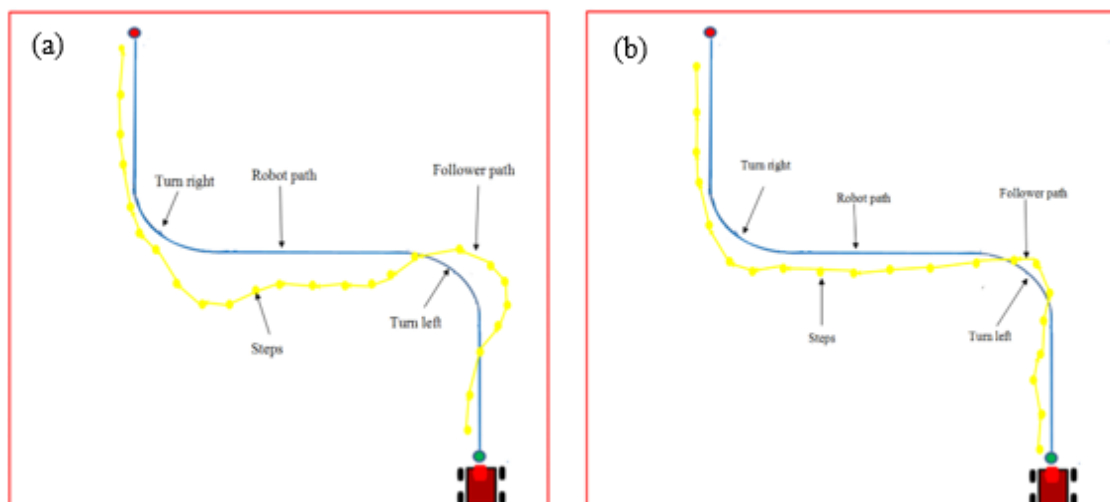 (a)
Turn right
Robot path
Follower path
Turn left
Steps
(b)
Turn right
Robot path
Follower path
Turn left
Steps